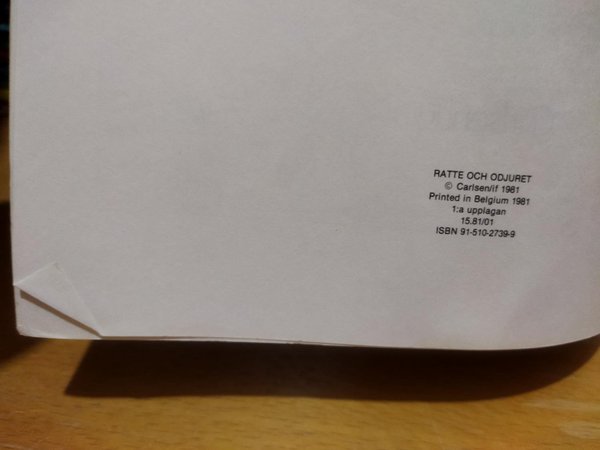 RATTE OCH ODJURET
© Carlsen/if 1981
Printed in Belgium 1981
1:a upplagan
15.81/01
ISBN 91-510-2739-9